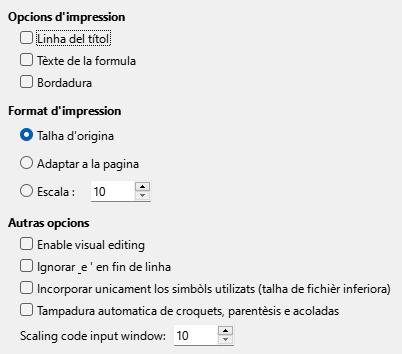 Opcions d'impression
Linha del títol
Tèxte de la formula
Bordadura
Format d'impression
Talha d'origina
Adaptar a la pagina
Escala : 10
Autras opcions
Enable visual editing
Ignorar ͟ e ' en fin de linha
Incorporar unicament los simbòls utilizats (talha de fichièr inferiora)
Tampadura automatica de croquets, parentèsis e acoladas
Scaling code input window: 10